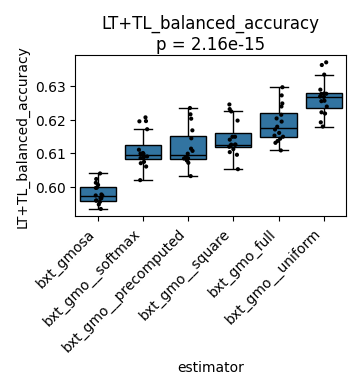 LT+TL_balanced_accuracy
p = 2.16e-15
LT+TL_balanced_accuracy
0.63
0.62
0.61
0.60
bxt_gmosa
bxt_gmo__softmax
bxt_gmo__precomputed
bxt_gmo__square
bxt_gmo_full
bxt_gmo__uniform
estimator